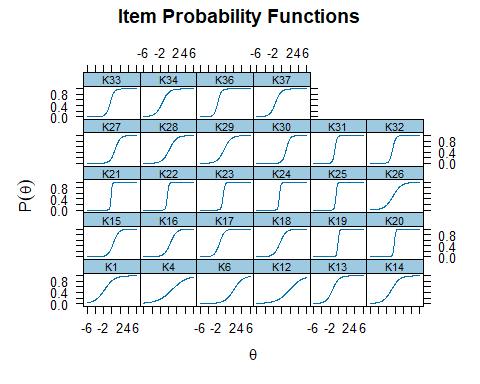 Item Probability Functions
-6 -2 2 4 6 -6 -2 2 4 6
K33 K34 K36 K37
0.8
0.4
0.0
K27 K28 K29 K30 K31 K32
0.8
0.4
0.0
K21 K22 K23 K24 K25 K26
0.8
0.4
0.0
P(θ)
K15 K16 K17 K18 K19 K20
0.8
0.4
0.0
K1 K4 K6 K12 K13 K14
0.8
0.4
0.0
-6 -2 2 4 6 -6 -2 2 4 6 -6 -2 2 4 6
θ